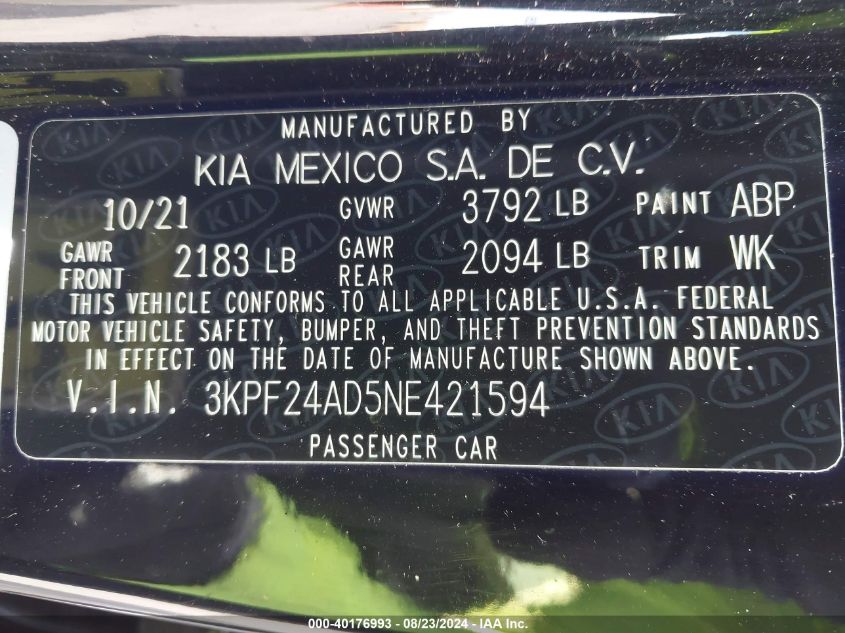 MANUFACTURED BY
KIA MEXICO S.A. DE C.V.
10/21 GVWR 3792 LB PAINT ABP
GAWR FRONT 2183 LB GAWR REAR 2094 LB TRIM WK
THIS VEHICLE CONFORMS TO ALL APPLICABLE U.S.A. FEDERAL
MOTOR VEHICLE SAFETY, BUMPER, AND THEFT PREVENTION STANDARDS
IN EFFECT ON THE DATE OF MANUFACTURE SHOWN ABOVE.
V.I.N. 3KPF24AD5NE421594
PASSENGER CAR
000-40176993 - 08/23/2024 - IAA Inc.